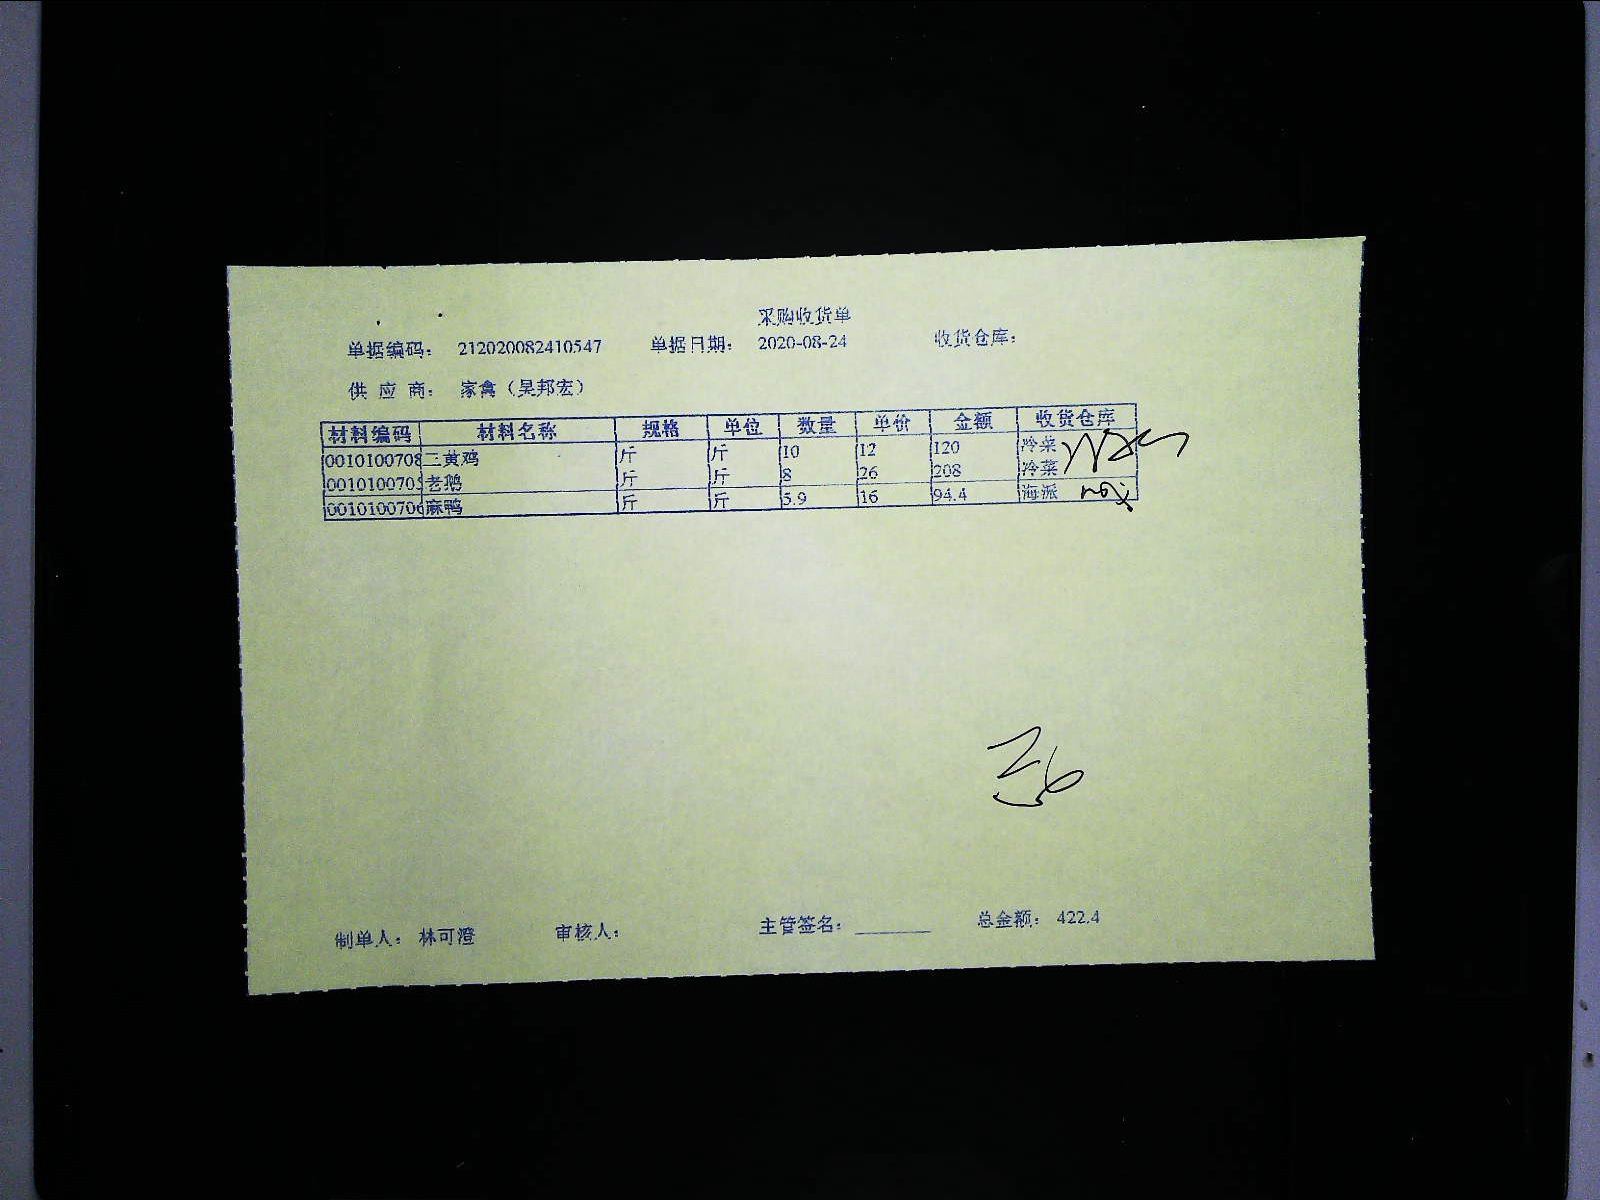 采购收货单
单据编码： 212020082410547 单据日期： 2020-08-24 收货仓库：
供 应 商： 家禽（吴邦宏）
材料编码 材料名称 规格 单位 数量 单价 金额 收货仓库
0010100708 三黄鸡 斤 斤 10 12 120 冷菜
001010070 老鹅 斤 斤 8 26 208 冷菜
001010070 麻鸭 斤 斤 5.9 16 94.4 海派
制单人： 林可澄 审核人： 主管签名： 总金额： 422.4